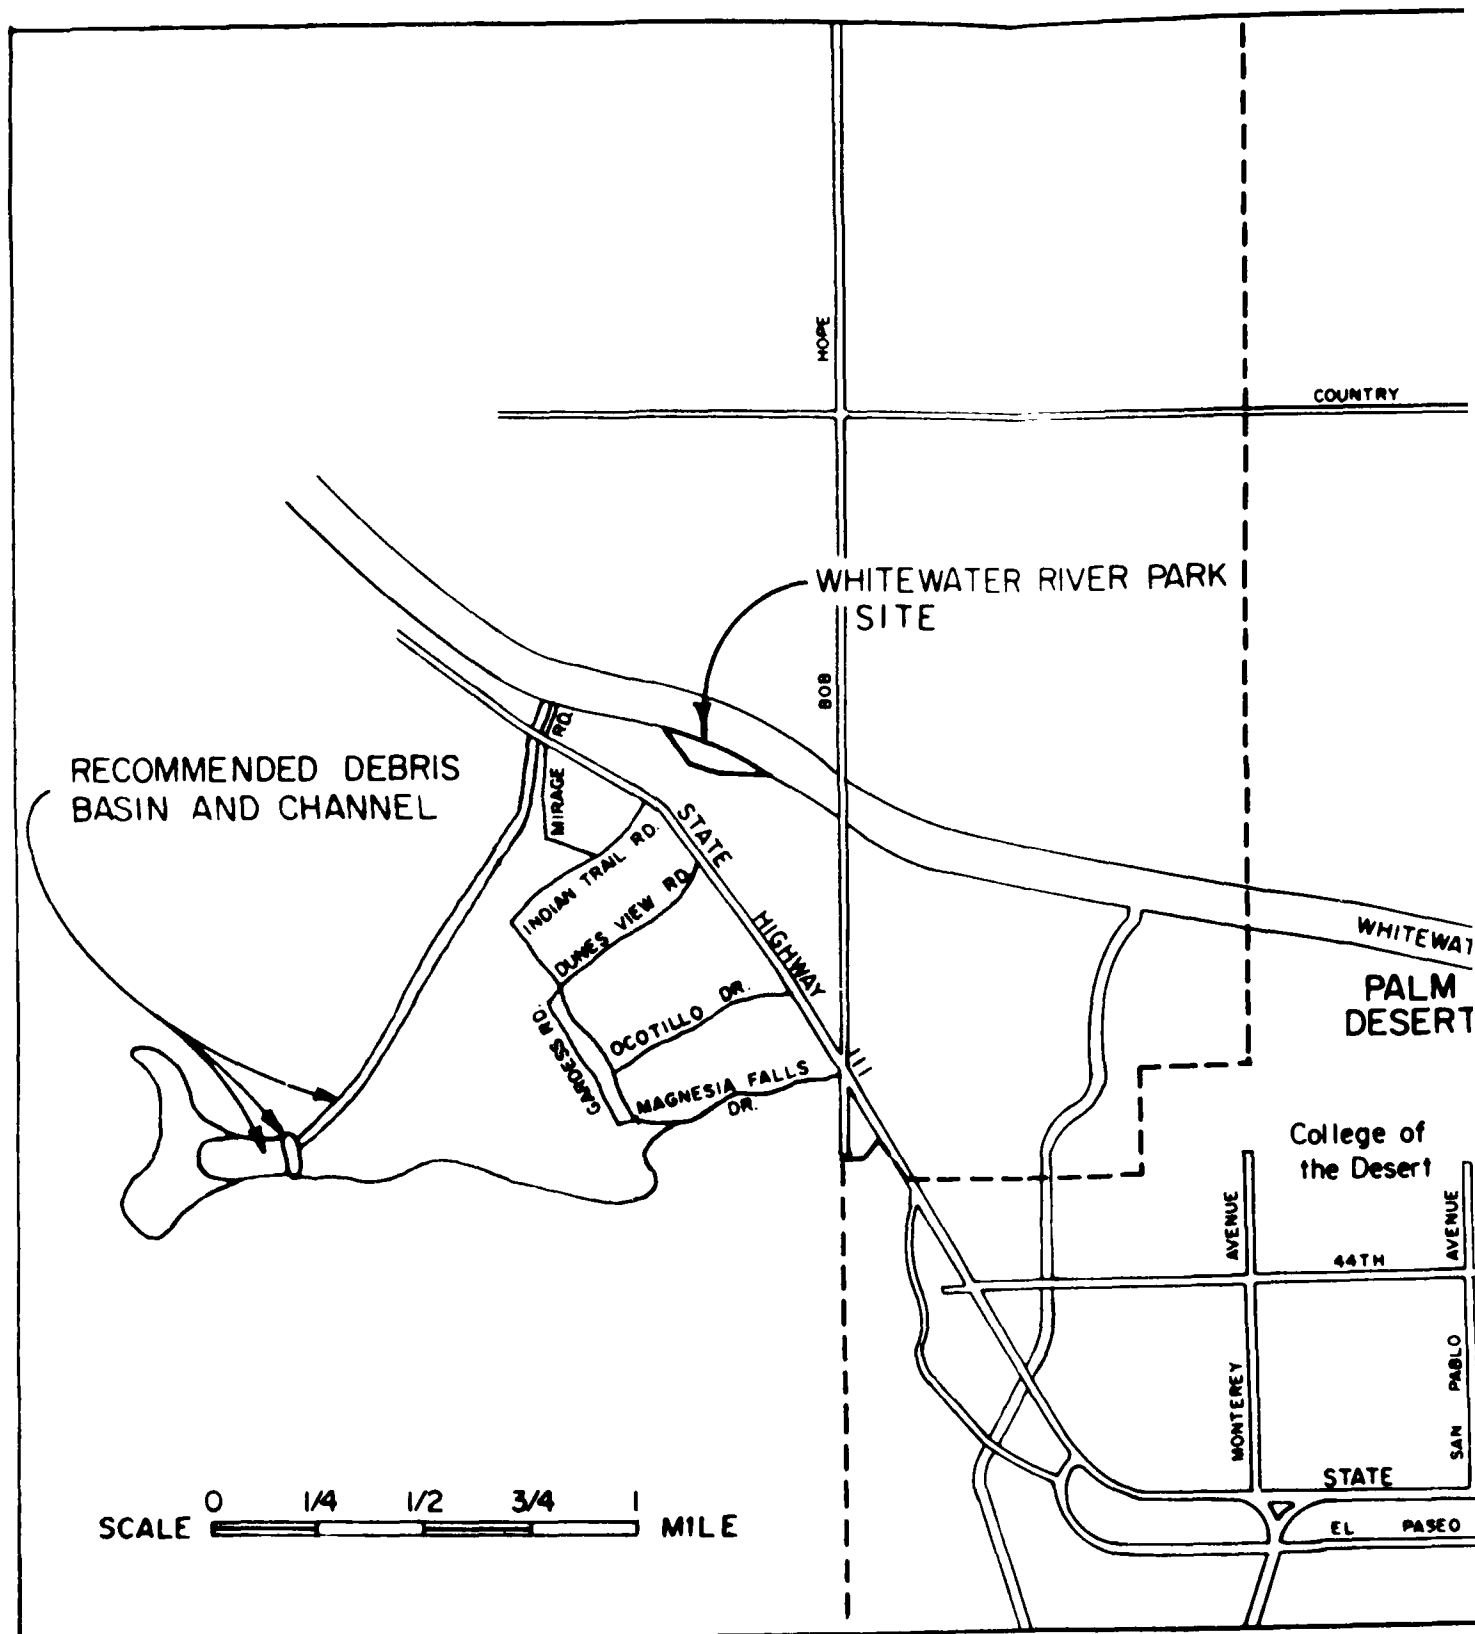 HOPE
COUNTRY
WHITEWATER RIVER PARK
SITE
BOB
RD.
MIRAGE
RECOMMENDED DEBRIS
BASIN AND CHANNEL
STATE
HIGHWAY
111
INDIAN TRAIL RD.
DUNES VIEW RD.
OCOTILLO DR.
GARDESS RD.
MAGNESIA FALLS
DR.
WHITEWAT
PALM
DESERT
College of
the Desert
AVENUE
AVENUE
44TH
MONTEREY
SAN PABLO
STATE
EL PASEO
0 1/4 1/2 3/4 1
SCALE MILE